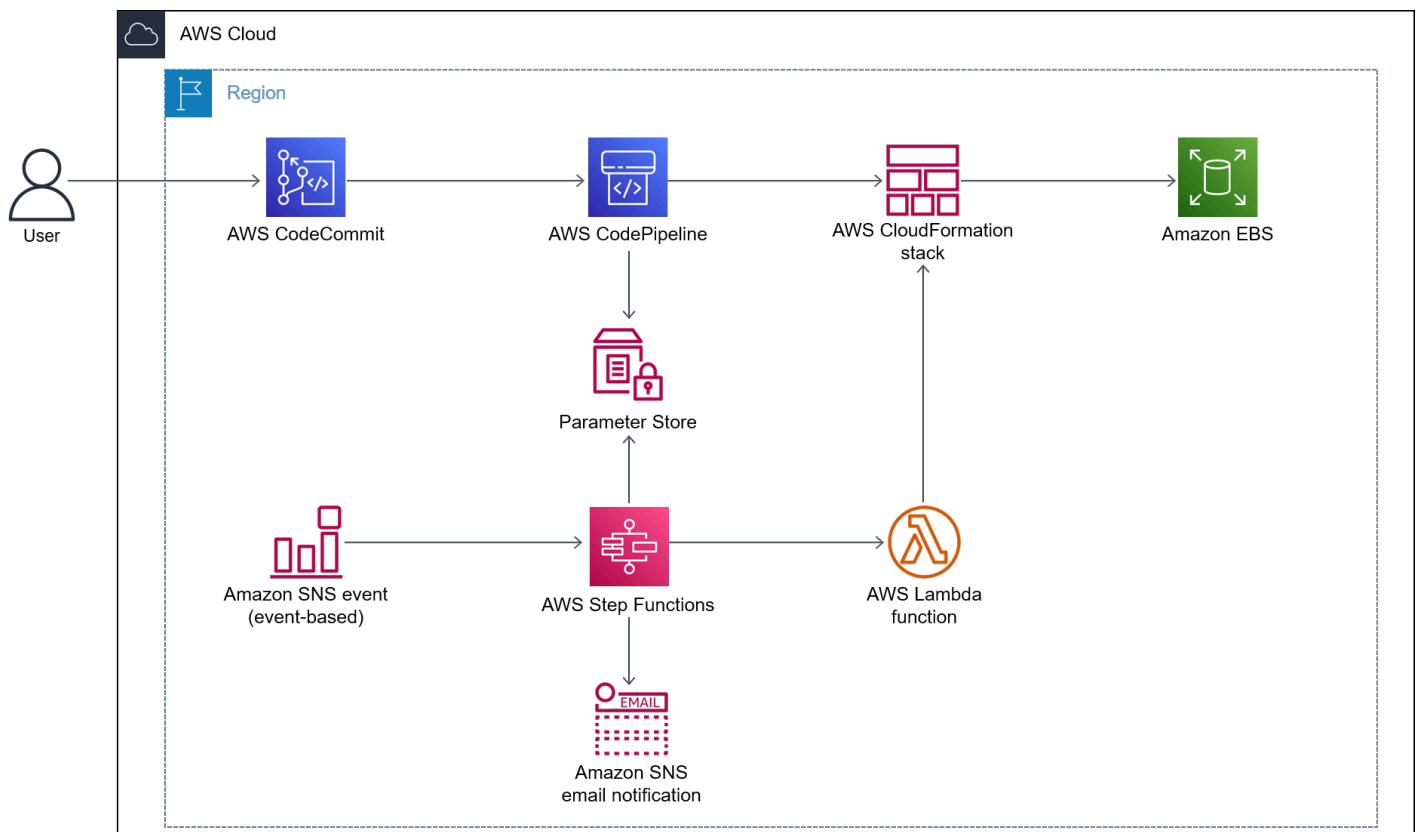 AWS Cloud
Region
User
AWS CodeCommit
AWS CodePipeline
AWS CloudFormation
stack
Amazon EBS
Parameter Store
Amazon SNS event
(event-based)
AWS Step Functions
AWS Lambda
function
EMAIL
Amazon SNS
email notification